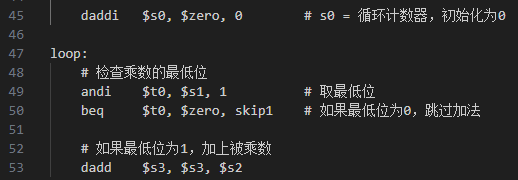 45 daddi $s0, $zero, 0 # s0 = 循环计数器，初始化为0
46
47 loop:
48 # 检查乘数的最低位
49 andi $t0, $s1, 1 # 取最低位
50 beq $t0, $zero, skip1 # 如果最低位为0，跳过加法
51
52 # 如果最低位为1，加上被乘数
53 dadd $s3, $s3, $s2